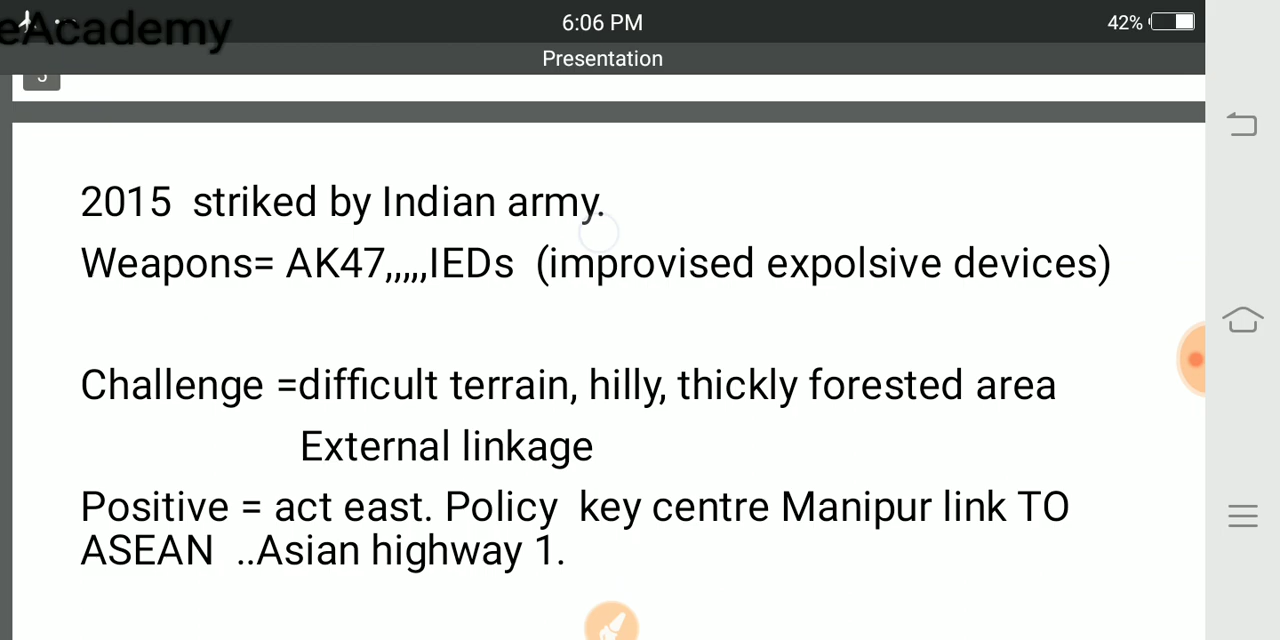 eAcademy
6:06 PM
42%
Presentation
2015 striked by Indian army.
Weapons= AK47,,,,,IEDs (improvised expolsive devices)
Challenge =difficult terrain, hilly, thickly forested area
External linkage
Positive = act east. Policy key centre Manipur link TO
ASEAN ..Asian highway 1.